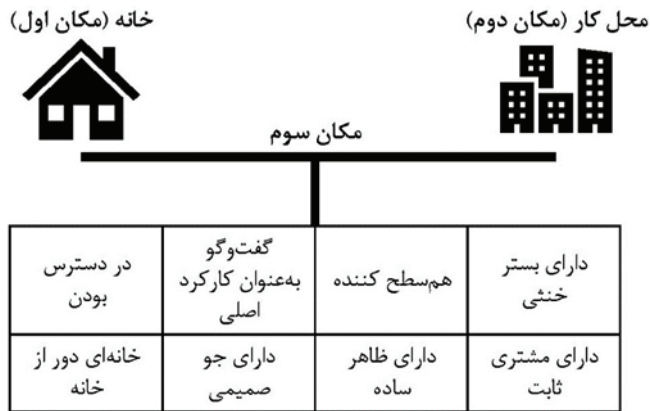 محل کار (مکان دوم)
خانه (مکان اول)
مکان سوم
دارای بستر
خنثی
هم‌سطح کننده
گفت‌وگو
به‌عنوان کارکرد
اصلی
در دسترس
بودن
دارای مشتری
ثابت
دارای ظاهر
ساده
دارای جو
صمیمی
خانه‌ای دور از
خانه